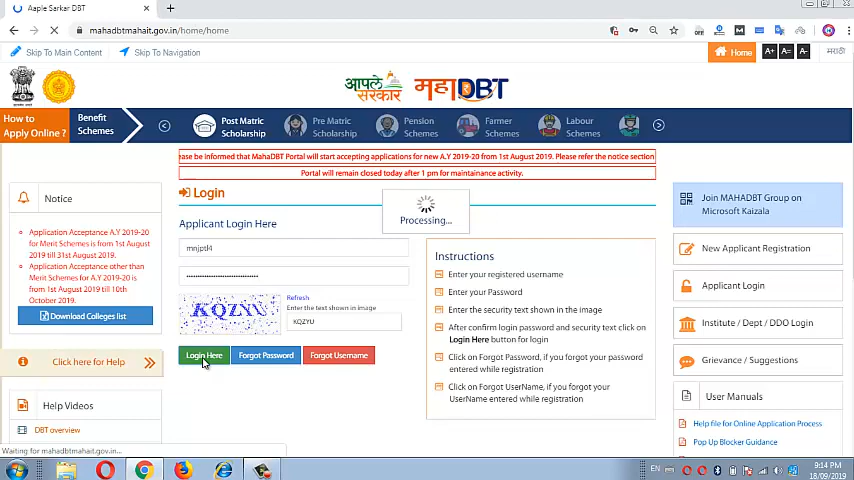 Aaple Sarkar DBT
mahadbtmahait.gov.in/home/home
Skip To Main Content
Skip To Navigation
Home
A+ A= A-
मराठी
आपले सरकार
महाDBT
How to Apply Online ?
Benefit Schemes
Post Matric Scholarship
Pre Matric Scholarship
Pension Schemes
Farmer Schemes
Labour Schemes
ease be informed that MahaDBT Portal will start accepting applications for new A.Y 2019-20 from 1st August 2019. Please refer the notice section
Portal will remain closed today after 1 pm for maintainance activity.
Notice
Application Acceptance A.Y 2019-20
for Merit Schemes is from 1st August
2019 till 31st August 2019.
Application Acceptance other than
Merit Schemes for A.Y 2019-20 is
from 1st August 2019 till 10th
October 2019.
Download Colleges list
Click here for Help
Help Videos
DBT overview
Login
Processing...
Applicant Login Here
mnjptl4
KQZYU
Refresh
Enter the text shown in image
KQZYU
Login Here
Forgot Password
Forgot Username
Instructions
Enter your registered username
Enter your Password
Enter the security text shown in the image
After confirm login password and security text click on
Login Here button for login
Click on Forgot Password, if you forgot your password
entered while registration
Click on Forgot UserName, if you forgot your
UserName entered while registration
Join MAHADBT Group on
Microsoft Kaizala
New Applicant Registration
Applicant Login
Institute / Dept / DDO Login
Grievance / Suggestions
User Manuals
Help file for Online Application Process
Pop Up Blocker Guidance
Waiting for mahadbtmahait.gov.in...
EN
9:14 PM
18/09/2019